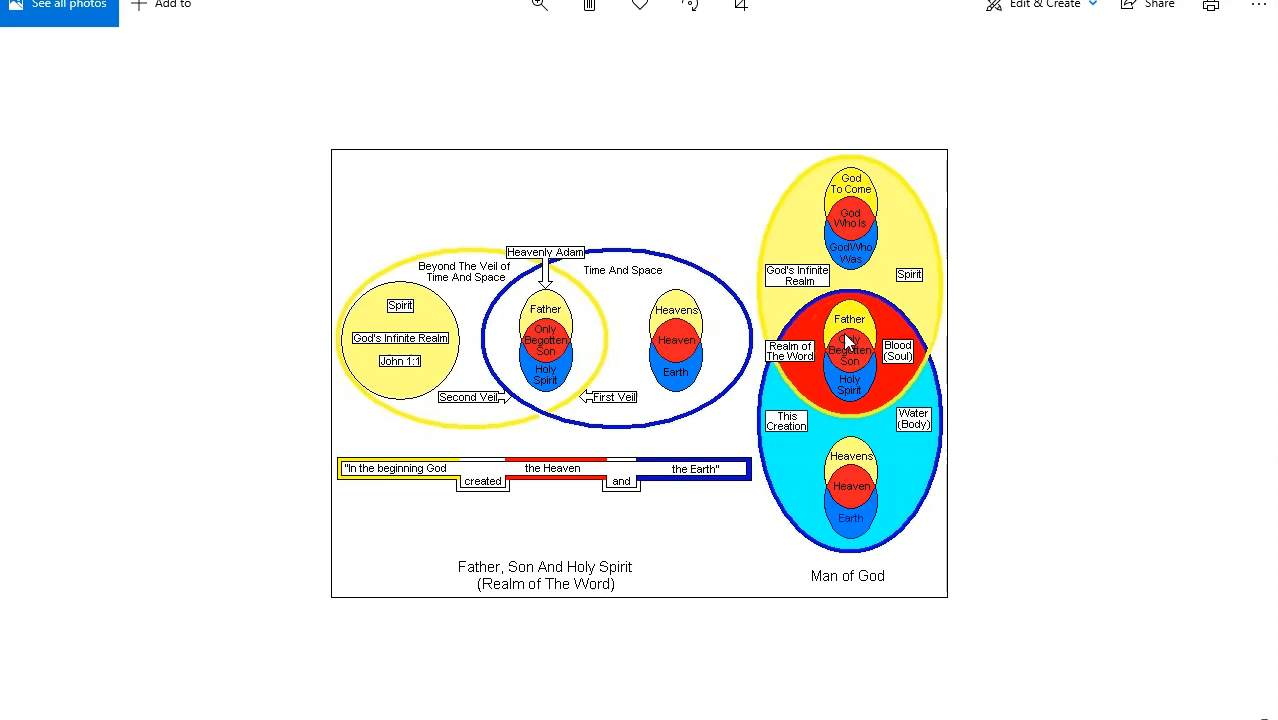 See all photos
Add to
Edit & Create
Share
Heavenly Adam
Beyond The Veil of
Time And Space
Time And Space
Spirit
God's Infinite Realm
John 1:1
Father
Only
Begotten
Son
Holy
Spirit
Heavens
Heaven
Earth
Second Veil
First Veil
"In the beginning God
created
the Heaven
and
the Earth"
Father, Son And Holy Spirit
(Realm of The Word)
God
To Come
God
Who Is
God Who
Was
God's Infinite
Realm
Spirit
Father
Only
Begotten
Son
Holy
Spirit
Realm of
The Word
Blood
(Soul)
This
Creation
Water
(Body)
Heavens
Heaven
Earth
Man of God